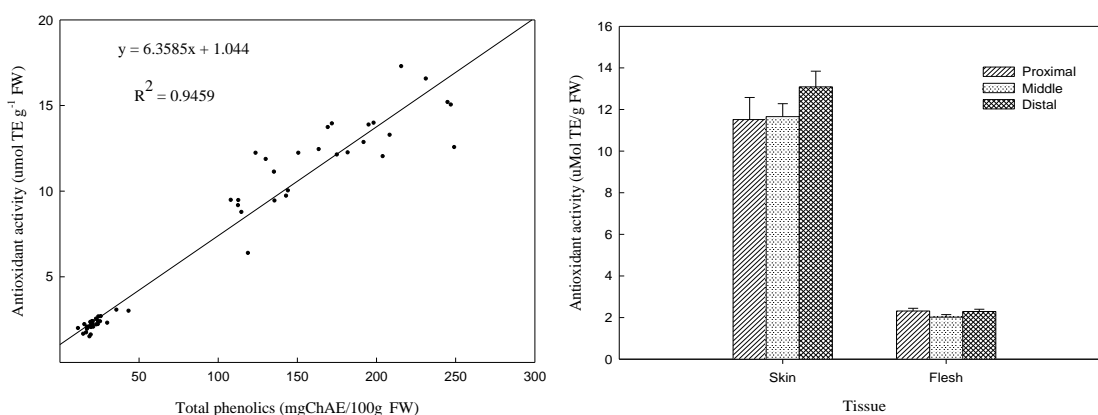 y = 6.3585x + 1.044
R2 = 0.9459
Antioxidant activity (umol TE g-1 FW)
20
15
10
5
50
100
150
200
250
300
Total phenolics (mgChAE/100g FW)
Antioxidant activity (uMol TE/g FW)
16
14
12
10
8
6
4
2
0
Proximal
Middle
Distal
Skin
Flesh
Tissue